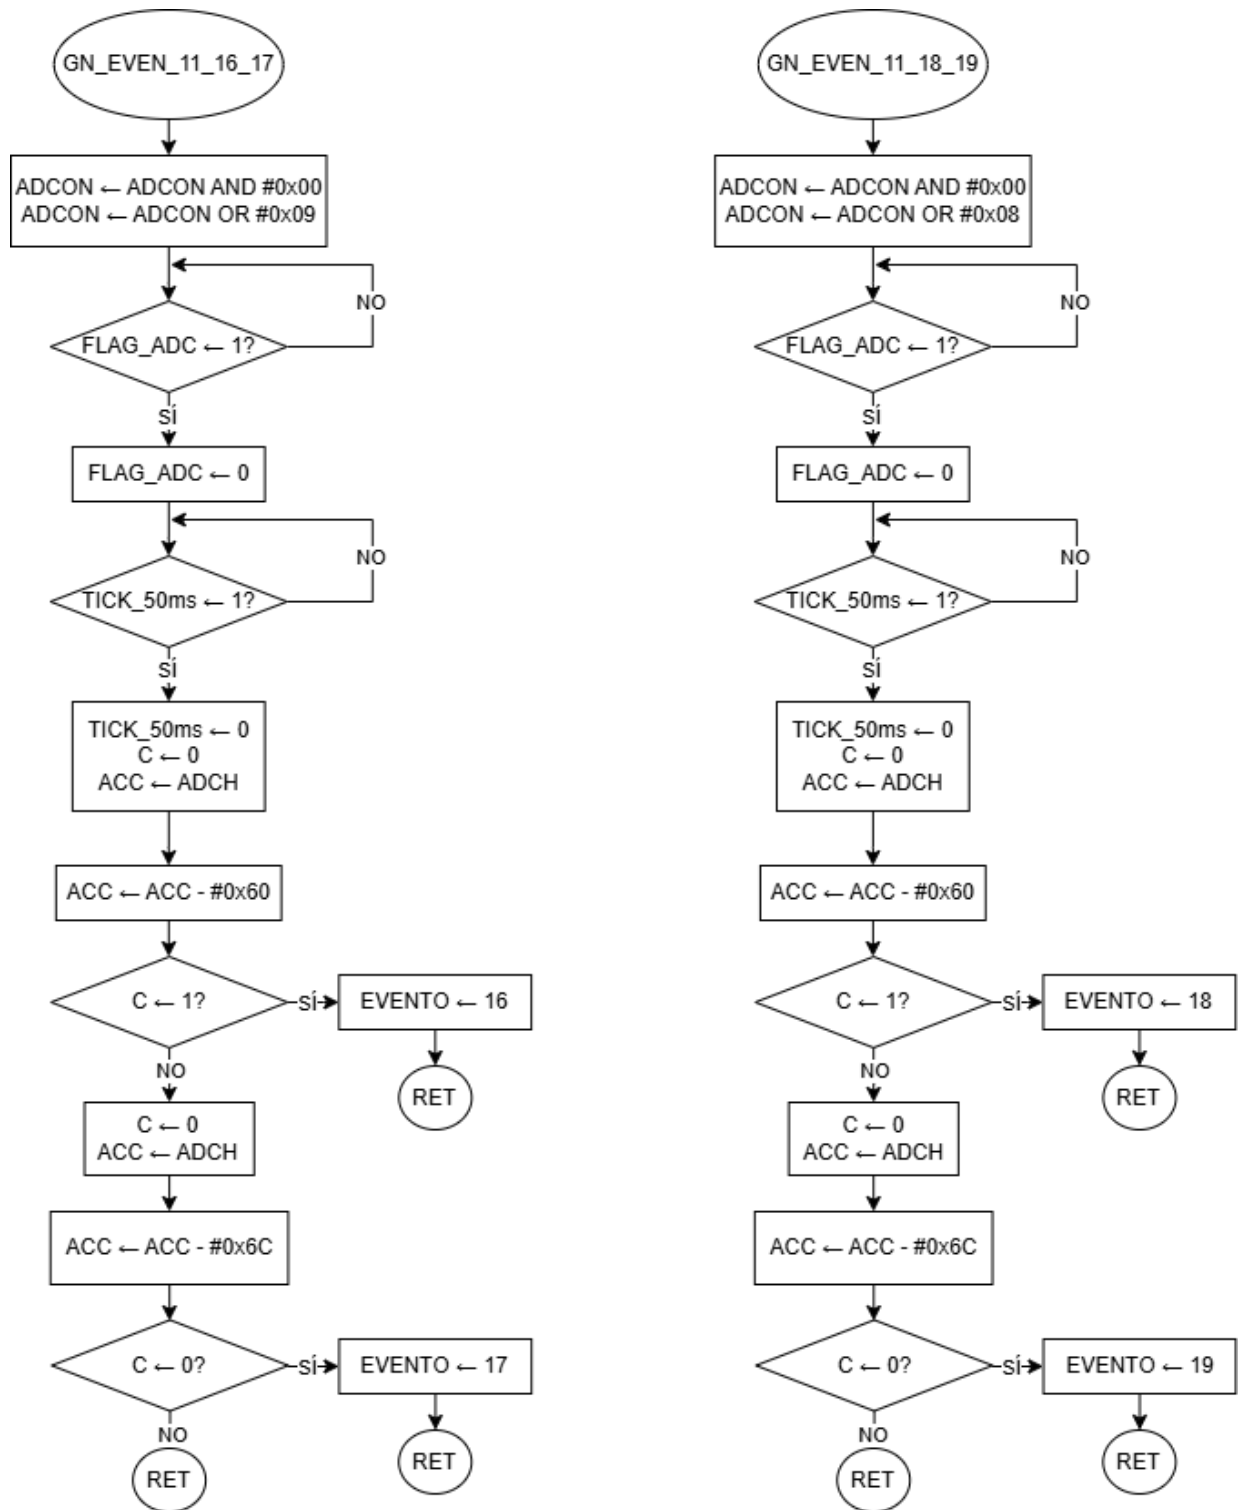 GN_EVEN_11_16_17
ADCON ← ADCON AND #0x00
ADCON ← ADCON OR #0x09
NO
FLAG_ADC ← 1?
SÍ
FLAG_ADC ← 0
NO
TICK_50ms ← 1?
SÍ
TICK_50ms ← 0
C ← 0
ACC ← ADCH
ACC ← ACC - #0x60
C ← 1?
SÍ
EVENTO ← 16
RET
NO
C ← 0
ACC ← ADCH
ACC ← ACC - #0x6C
C ← 0?
SÍ
EVENTO ← 17
RET
NO
RET
GN_EVEN_11_18_19
ADCON ← ADCON AND #0x00
ADCON ← ADCON OR #0x08
NO
FLAG_ADC ← 1?
SÍ
FLAG_ADC ← 0
NO
TICK_50ms ← 1?
SÍ
TICK_50ms ← 0
C ← 0
ACC ← ADCH
ACC ← ACC - #0x60
C ← 1?
SÍ
EVENTO ← 18
RET
NO
C ← 0
ACC ← ADCH
ACC ← ACC - #0x6C
C ← 0?
SÍ
EVENTO ← 19
RET
NO
RET